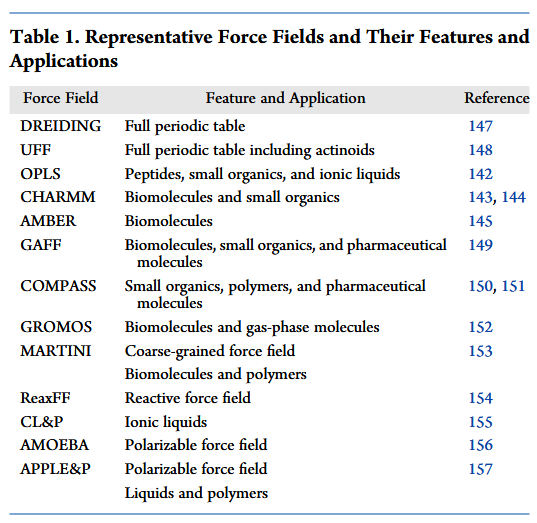 Table 1. Representative Force Fields and Their Features and
Applications
Force Field Feature and Application Reference
DREIDING Full periodic table 147
UFF Full periodic table including actinoids 148
OPLS Peptides, small organics, and ionic liquids 142
CHARMM Biomolecules and small organics 143, 144
AMBER Biomolecules 145
GAFF Biomolecules, small organics, and pharmaceutical 149
molecules
COMPASS Small organics, polymers, and pharmaceutical 150, 151
molecules
GROMOS Biomolecules and gas-phase molecules 152
MARTINI Coarse-grained force field 153
Biomolecules and polymers
ReaxFF Reactive force field 154
CL&P Ionic liquids 155
AMOEBA Polarizable force field 156
APPLE&P Polarizable force field 157
Liquids and polymers